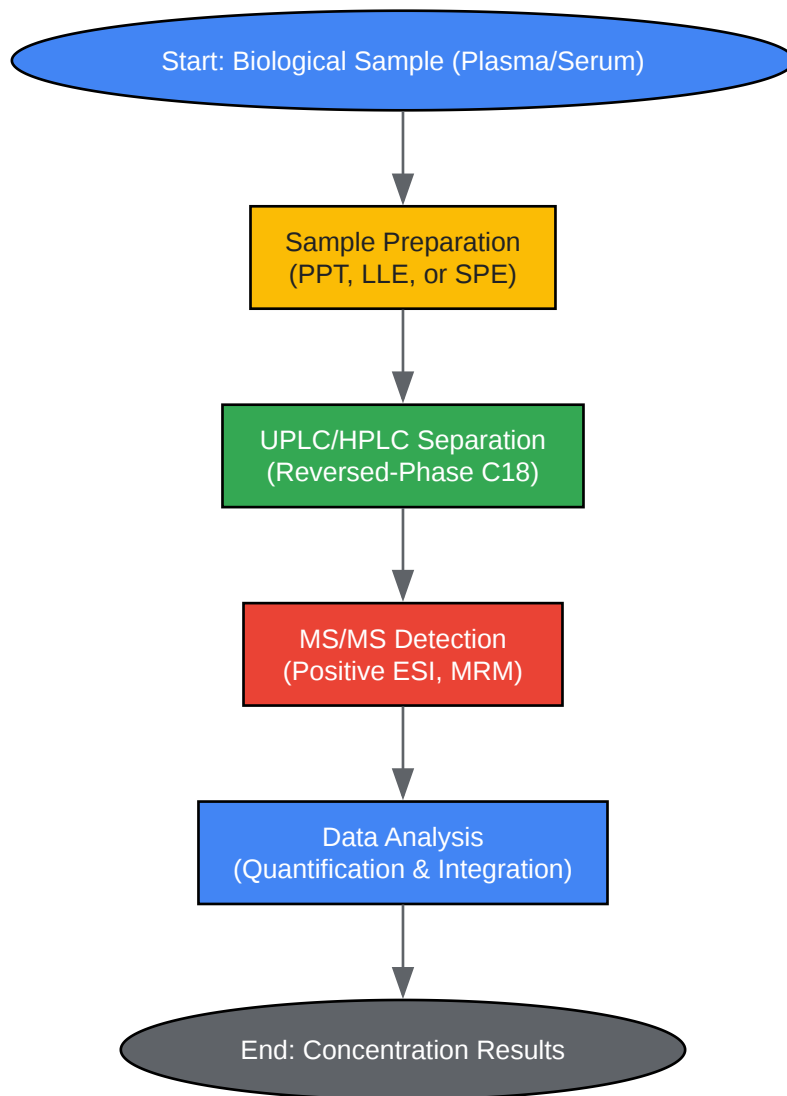 Start: Biological Sample (Plasma/Serum)
Sample Preparation
(PPT, LLE, or SPE)
UPLC/HPLC Separation
(Reversed-Phase C18)
MS/MS Detection
(Positive ESI, MRM)
Data Analysis
(Quantification & Integration)
End: Concentration Results